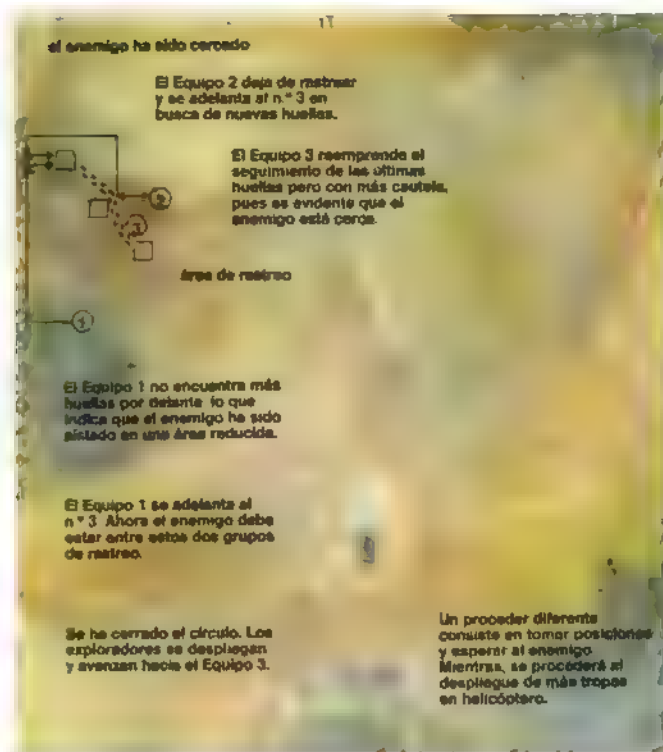 el enemigo ha sido cercado
El Equipo 2 deja de rastrear
y se adelanta al n.º 3 en
busca de nuevas huellas.
El Equipo 3 reemprende el
seguimiento de las últimas
huellas pero con más cautela,
pues es evidente que el
enemigo está cerca.
2
3
área de rastreo
1
El Equipo 1 no encuentra más
huellas por delante lo que
indica que el enemigo ha sido
aislado en una área reducida.
El Equipo 1 se adelanta al
n.º 3 Ahora el enemigo debe
estar entre estos dos grupos
de rastreo.
Se ha cerrado el círculo. Los
exploradores se despliegan
y avanzan hacia el Equipo 3.
Un proceder diferente
consiste en tomar posiciones
y esperar al enemigo
Mientras, se procederá al
despliegue de más tropas
en helicóptero.